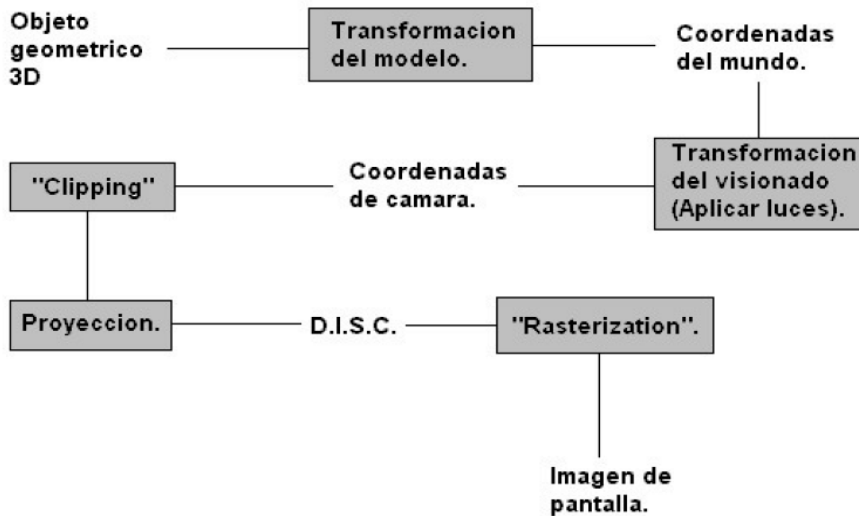 Objeto
geometrico
3D
Transformacion
del modelo.
Coordenadas
del mundo.
Transformacion
del visionado
(Aplicar luces).
Coordenadas
de camara.
"Clipping"
Proyeccion.
D.I.S.C.
"Rasterization".
Imagen de
pantalla.